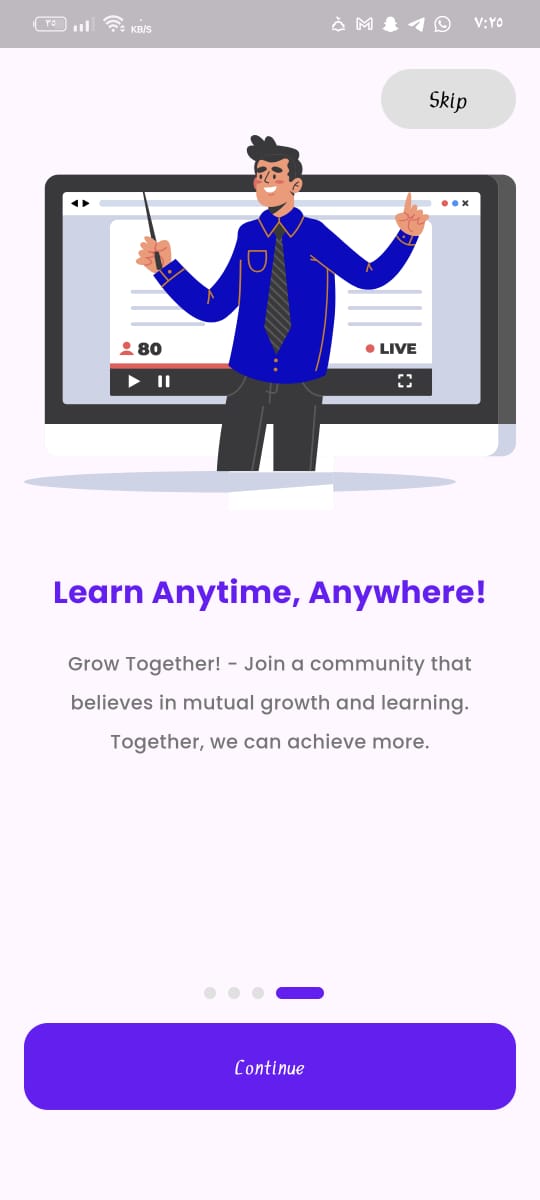 ٣٥
KB/S
٧:٢٥
Skip
80
LIVE
Learn Anytime, Anywhere!
Grow Together! - Join a community that
believes in mutual growth and learning.
Together, we can achieve more.
Continue